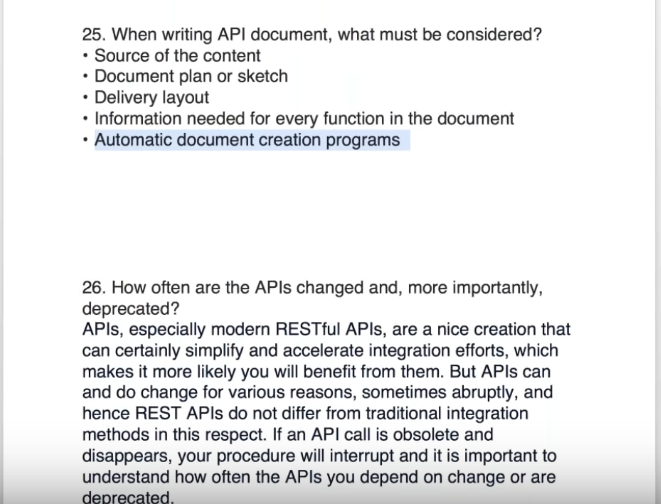 25. When writing API document, what must be considered?
• Source of the content
• Document plan or sketch
• Delivery layout
• Information needed for every function in the document
• Automatic document creation programs
26. How often are the APIs changed and, more importantly,
deprecated?
APIs, especially modern RESTful APIs, are a nice creation that
can certainly simplify and accelerate integration efforts, which
makes it more likely you will benefit from them. But APIs can
and do change for various reasons, sometimes abruptly, and
hence REST APIs do not differ from traditional integration
methods in this respect. If an API call is obsolete and
disappears, your procedure will interrupt and it is important to
understand how often the APIs you depend on change or are
deprecated.